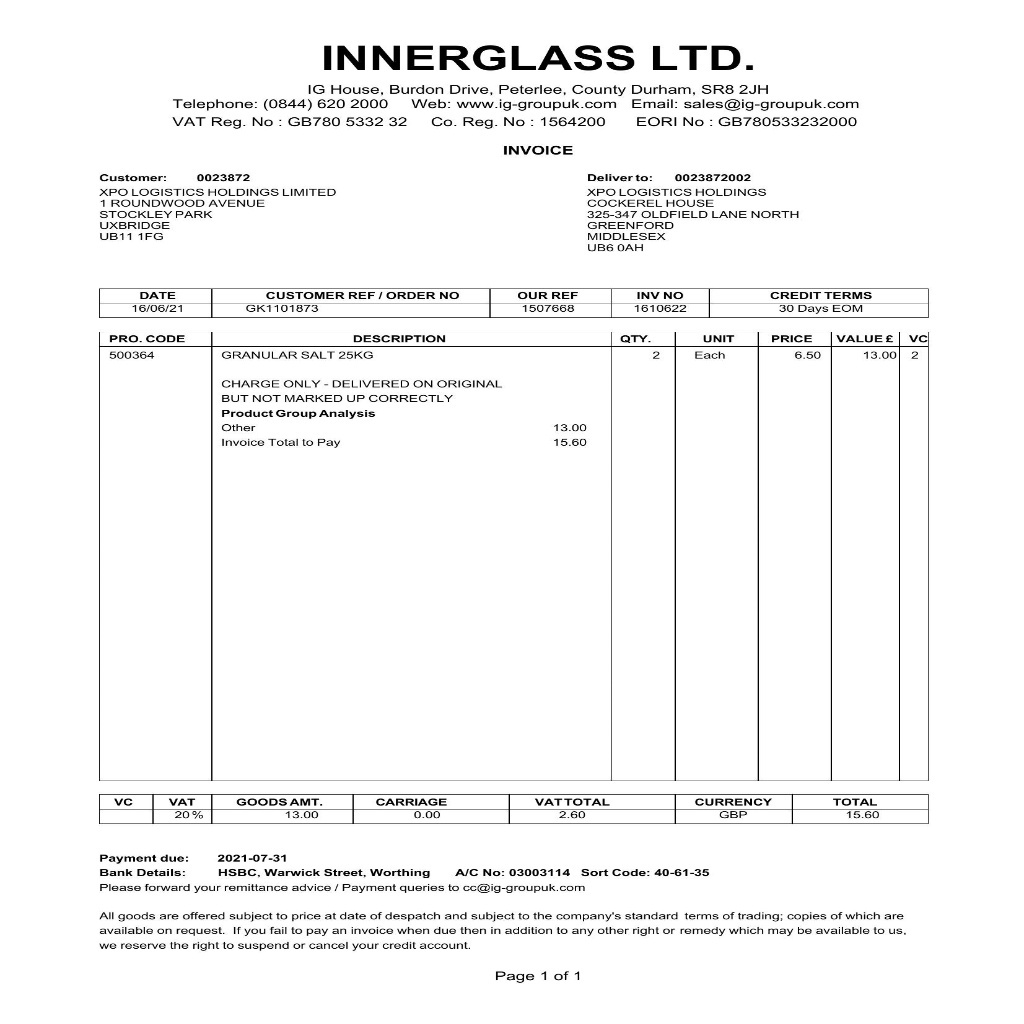 INNERGLASS LTD.
IG House, Burdon Drive, Peterlee, County Durham, SR8 2JH
Telephone: (0844) 620 2000 Web: www.ig-groupuk.com Email: sales@ig-groupuk.com
VAT Reg. No : GB780 5332 32 Co. Reg. No : 1564200 EORI No : GB780533232000
INVOICE
Customer: 0023872
XPO LOGISTICS HOLDINGS LIMITED
1 ROUNDWOOD AVENUE
STOCKLEY PARK
UXBRIDGE
UB11 1FG
Deliver to: 0023872002
XPO LOGISTICS HOLDINGS
COCKEREL HOUSE
325-347 OLDFIELD LANE NORTH
GREENFORD
MIDDLESEX
UB6 0AH
DATE CUSTOMER REF / ORDER NO OUR REF INV NO CREDIT TERMS
16/06/21 GK1101873 1507668 1610622 30 Days EOM
PRO. CODE DESCRIPTION QTY. UNIT PRICE VALUE £ VC
500364 GRANULAR SALT 25KG 2 Each 6.50 13.00 2
CHARGE ONLY - DELIVERED ON ORIGINAL
BUT NOT MARKED UP CORRECTLY
Product Group Analysis
Other 13.00
Invoice Total to Pay 15.60
VC VAT GOODS AMT. CARRIAGE VAT TOTAL CURRENCY TOTAL
20 % 13.00 0.00 2.60 GBP 15.60
Payment due: 2021-07-31
Bank Details: HSBC, Warwick Street, Worthing A/C No: 03003114 Sort Code: 40-61-35
Please forward your remittance advice / Payment queries to cc@ig-groupuk.com
All goods are offered subject to price at date of despatch and subject to the company's standard terms of trading; copies of which are
available on request. If you fail to pay an invoice when due then in addition to any other right or remedy which may be available to us,
we reserve the right to suspend or cancel your credit account.
Page 1 of 1